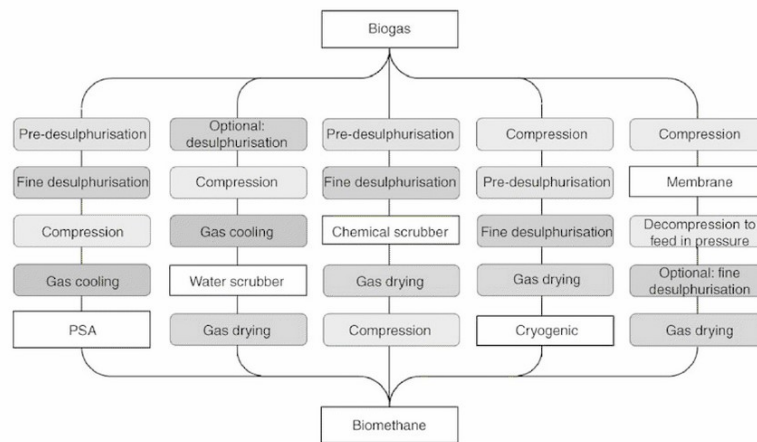 Biogas
Pre-desulphurisation
Fine desulphurisation
Compression
Gas cooling
PSA
Optional:
desulphurisation
Compression
Gas cooling
Water scrubber
Gas drying
Pre-desulphurisation
Fine desulphurisation
Chemical scrubber
Gas drying
Compression
Compression
Pre-desulphurisation
Fine desulphurisation
Gas drying
Cryogenic
Compression
Membrane
Decompression to
feed in pressure
Optional: fine
desulphurisation
Gas drying
Biomethane